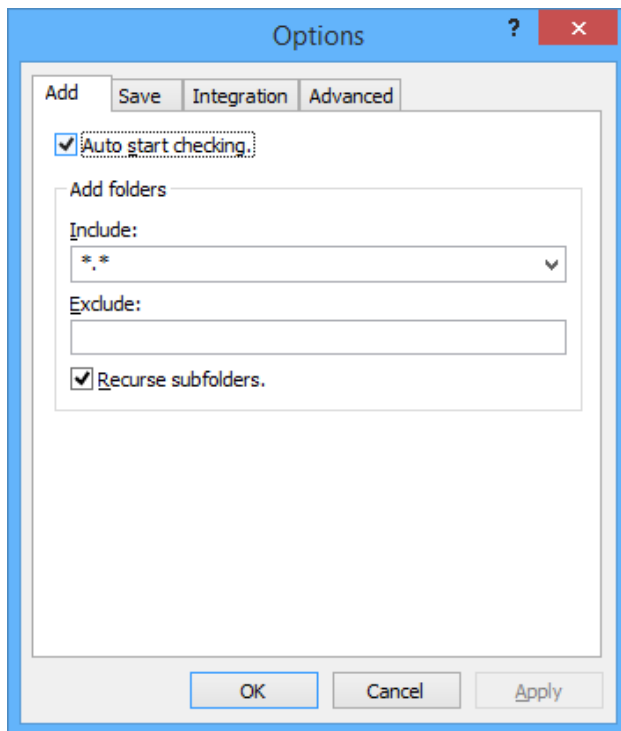 Options ?
Add Save Integration Advanced
Auto start checking.
Add folders
Include:
*.*
Exclude:
Recurse subfolders.
OK Cancel Apply